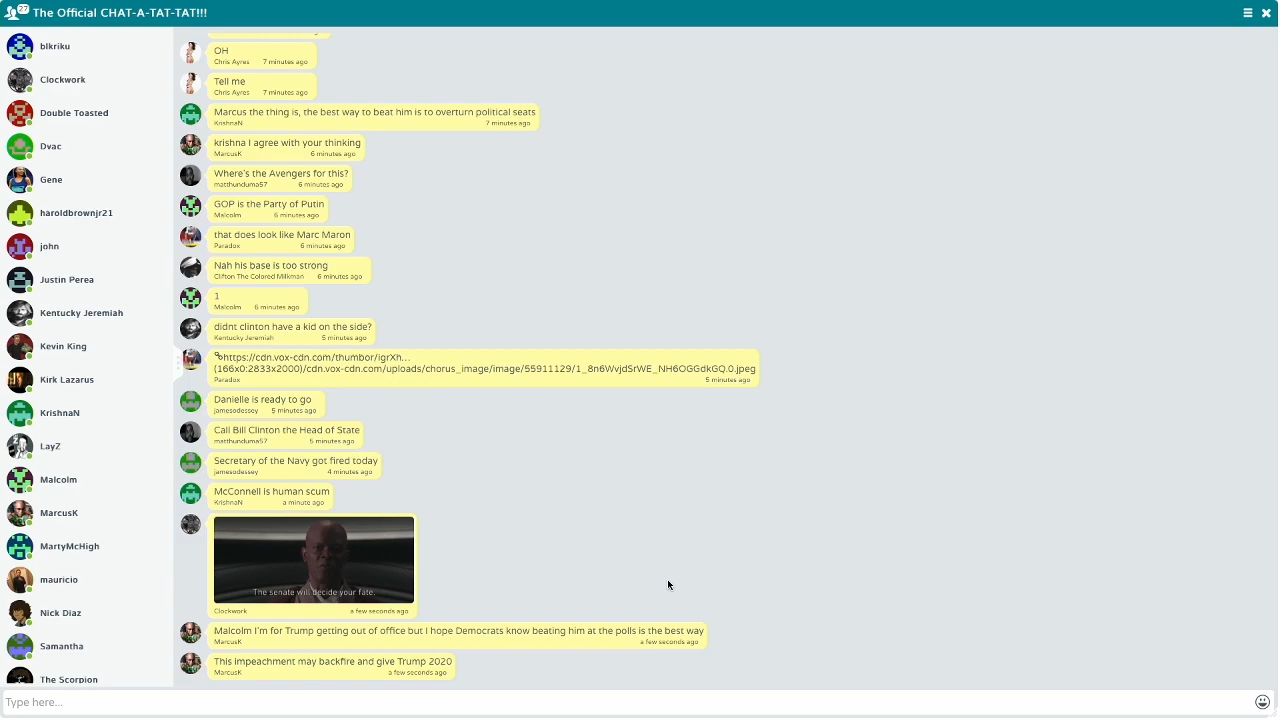 27
The Official CHAT-A-TAT-TAT!!!
blkriku
Clockwork
Double Toasted
Dvac
Gene
haroldbrownjr21
john
Justin Perea
Kentucky Jeremiah
Kevin King
Kirk Lazarus
KrishnaN
LayZ
Malcolm
MarcusK
MartyMcHigh
mauricio
Nick Diaz
Samantha
The Scorpion
OH
Chris Ayres 7 minutes ago
Tell me
Chris Ayres 7 minutes ago
Marcus the thing is, the best way to beat him is to overturn political seats
KrishnaN 7 minutes ago
krishna I agree with your thinking
MarcusK 6 minutes ago
Where's the Avengers for this?
matthunduma57 6 minutes ago
GOP is the Party of Putin
Malcolm 6 minutes ago
that does look like Marc Maron
Paradox 6 minutes ago
Nah his base is too strong
Clifton The Colored Milkman 6 minutes ago
1
Malcolm 6 minutes ago
didnt clinton have a kid on the side?
Kentucky Jeremiah 5 minutes ago
https://cdn.vox-cdn.com/thumbor/igrXh...
(166x0:2833x2000)/cdn.vox-cdn.com/uploads/chorus_image/image/55911129/1_8n6WvjdSrWE_NH6OGGdkGQ.0.jpeg
Paradox 5 minutes ago
Danielle is ready to go
jamesodessey 5 minutes ago
Call Bill Clinton the Head of State
matthunduma57 5 minutes ago
Secretary of the Navy got fired today
jamesodessey 4 minutes ago
McConnell is human scum
KrishnaN a minute ago
The senate will decide your fate.
Clockwork a few seconds ago
Malcolm I'm for Trump getting out of office but I hope Democrats know beating him at the polls is the best way
MarcusK a few seconds ago
This impeachment may backfire and give Trump 2020
MarcusK a few seconds ago
Type here...